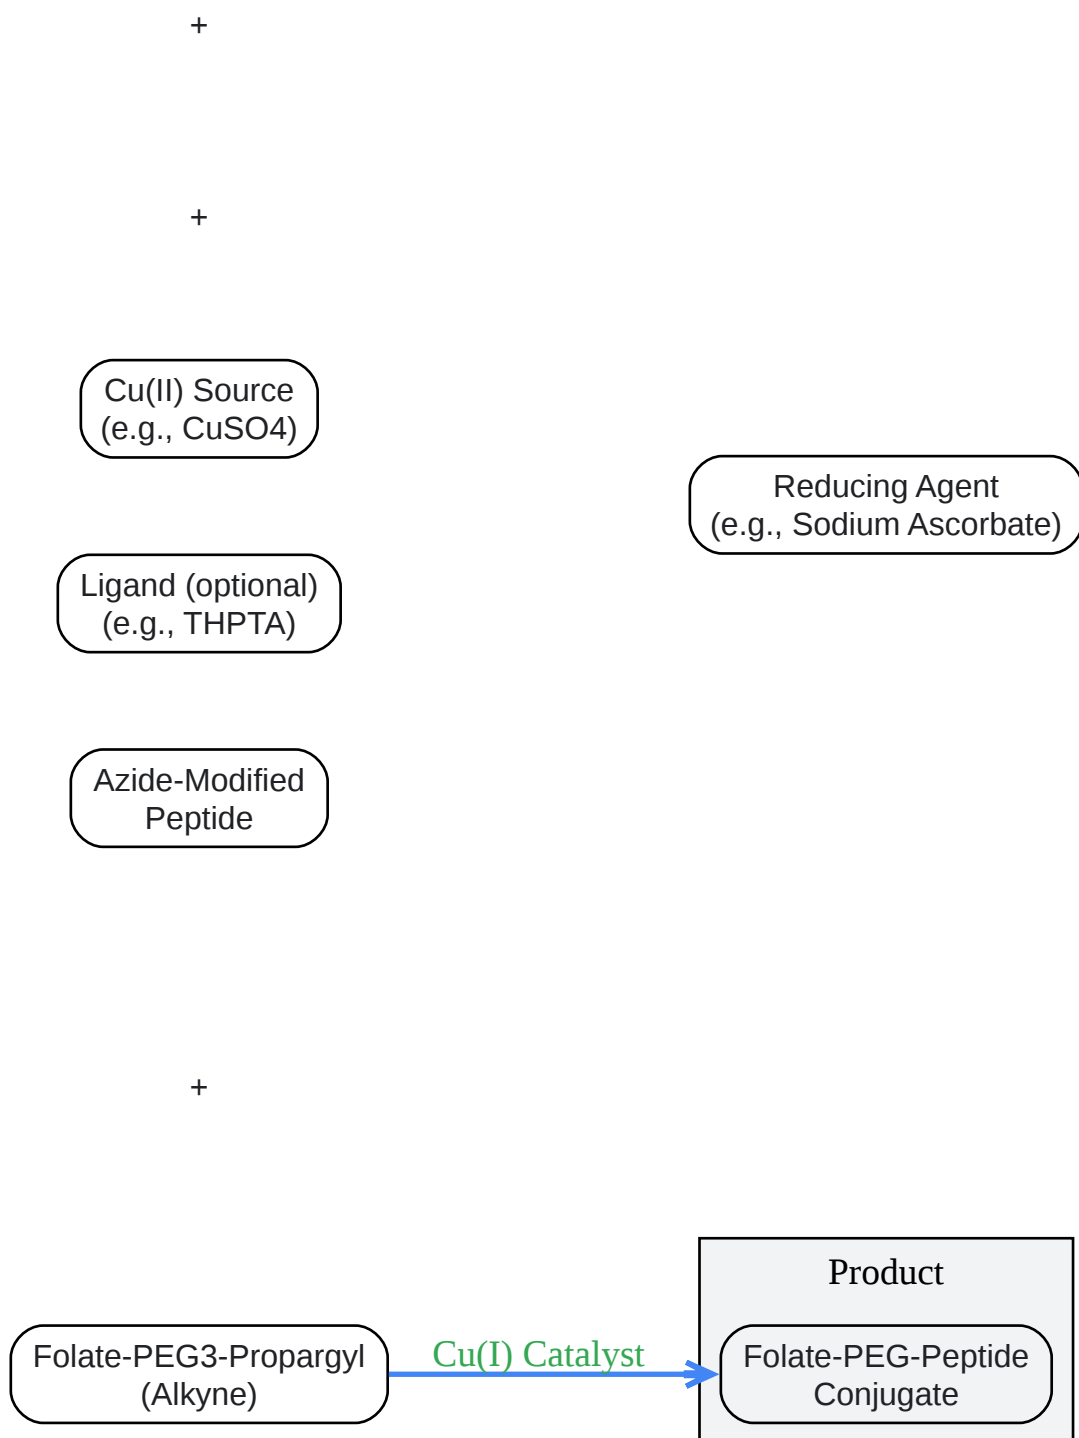 +
+
Cu(II) Source
(e.g., CuSO4)
Reducing Agent
(e.g., Sodium Ascorbate)
Ligand (optional)
(e.g., THPTA)
Azide-Modified
Peptide
+
Product
Folate-PEG3-Propargyl
(Alkyne)
Cu(I) Catalyst
Folate-PEG-Peptide
Conjugate